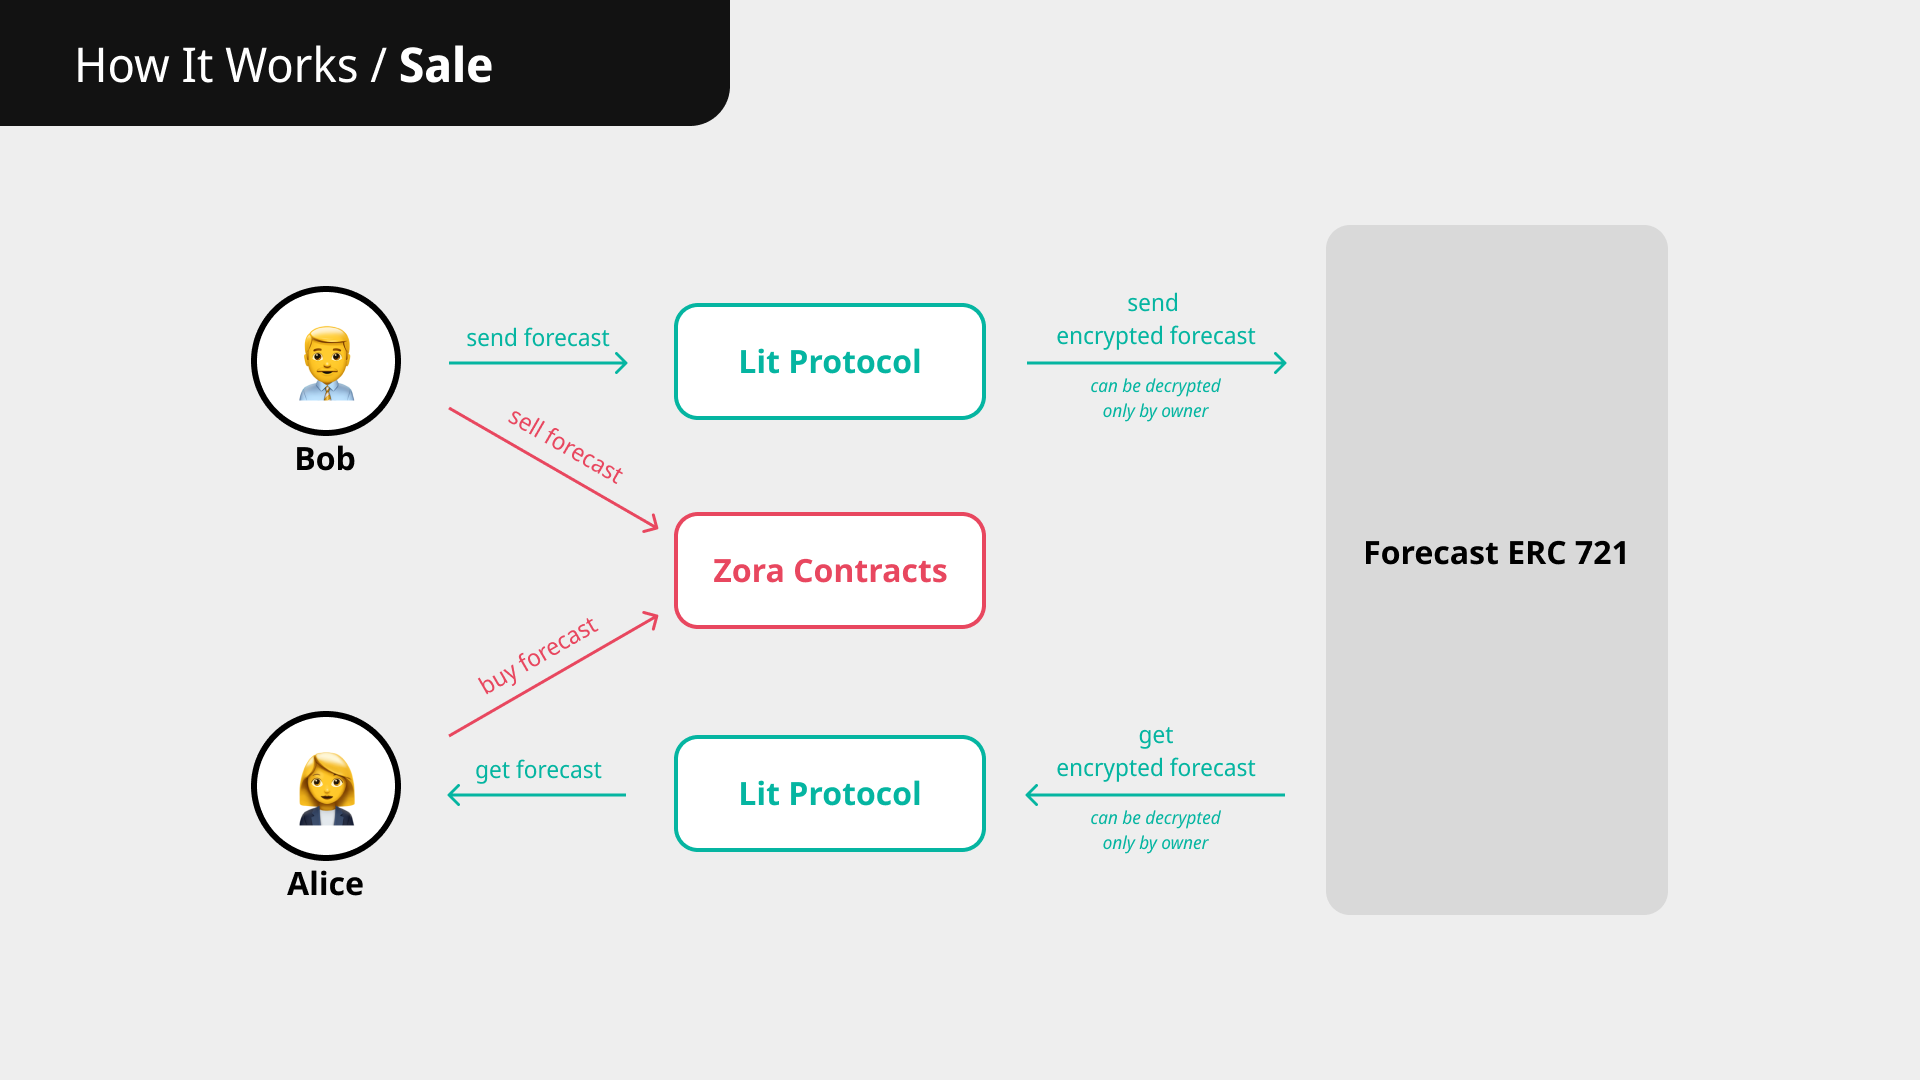 How It Works / Sale
send forecast
Lit Protocol
send
encrypted forecast
can be decrypted
only by owner
Bob
sell forecast
Zora Contracts
Forecast ERC 721
buy forecast
get forecast
Lit Protocol
get
encrypted forecast
can be decrypted
only by owner
Alice